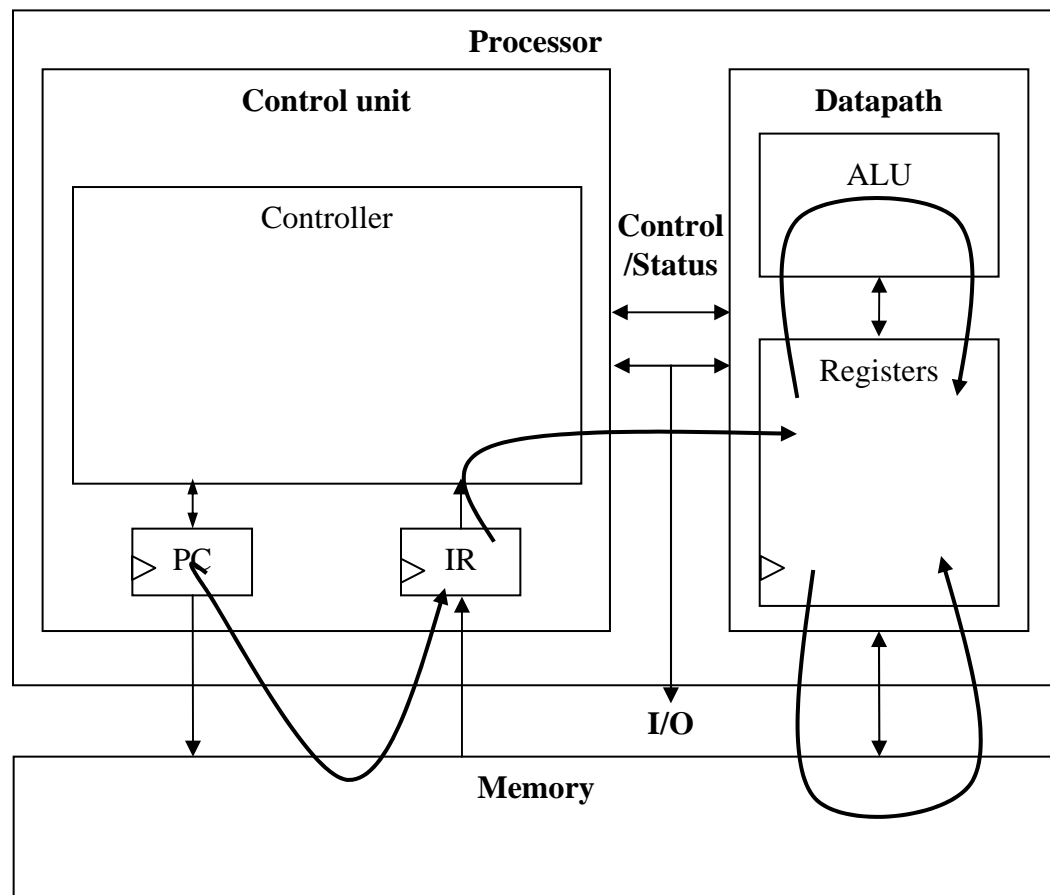 Processor
Control unit
Datapath
ALU
Controller
Control
/Status
Registers
PC
IR
I/O
Memory